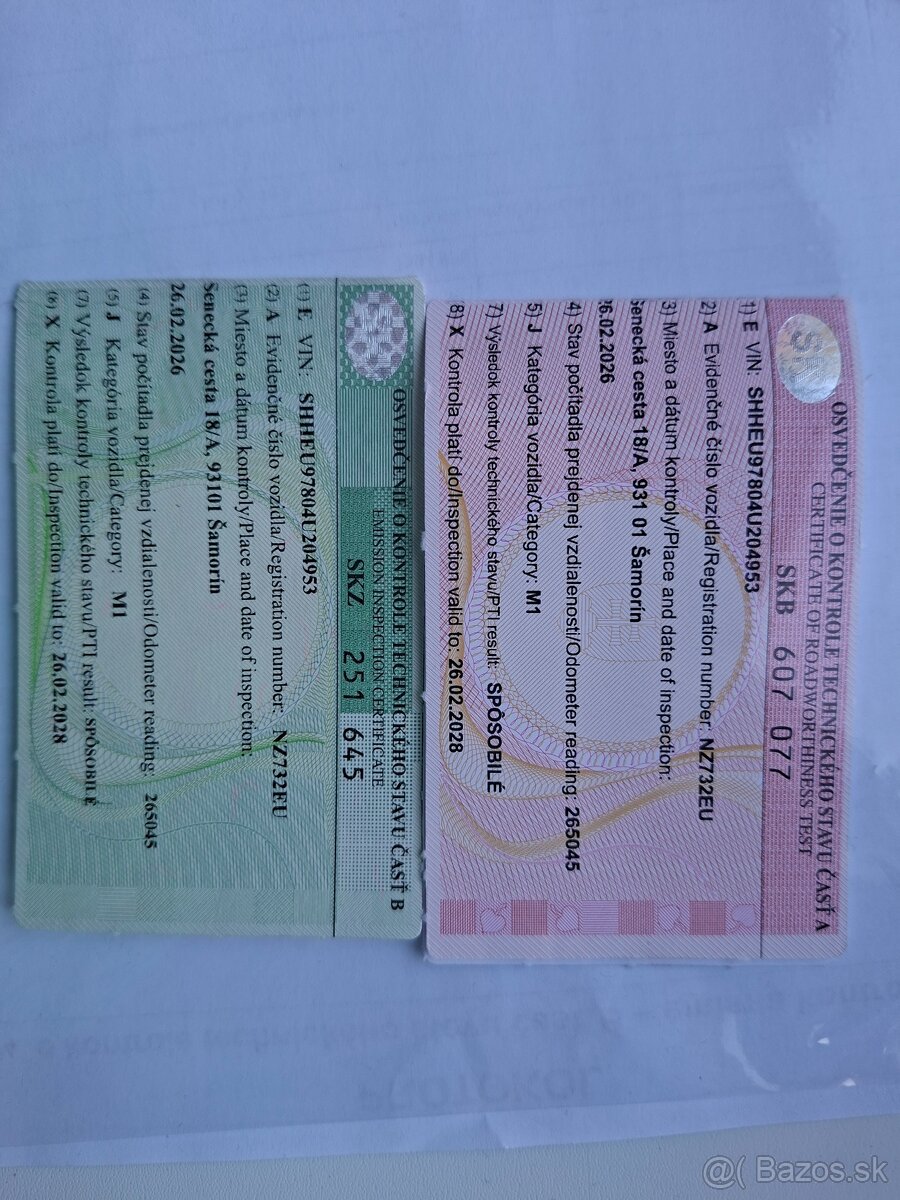 OSVEDČENIE O KONTROLE TECHNICKÉHO STAVU ČASŤ A
CERTIFICATE OF ROADWORTHINESS TEST
SKB 607 077
1) E VIN: SHHEU97804U204953
2) A Evidenčné číslo vozidla/Registration number: NZ732EU
3) Miesto a dátum kontroly/Place and date of inspection:
Senecká cesta 18/A, 931 01 Šamorín
26.02.2026
4) Stav počítadla prejdenej vzdialenosti/Odometer reading: 265045
5) J Kategória vozidla/Category: M1
7) Výsledok kontroly technického stavu/PTI result: SPÔSOBILÉ
8) X Kontrola platí do/Inspection valid to: 26.02.2028
OSVEDČENIE O KONTROLE TECHNICKÉHO STAVU ČASŤ B
EMISSION INSPECTION CERTIFICATE
SKZ 251 645
(1) E VIN: SHHEU97804U204953
(2) A Evidenčné číslo vozidla/Registration number: NZ732EU
(3) Miesto a dátum kontroly/Place and date of inspection:
Senecká cesta 18/A, 93101 Šamorín
26.02.2026
(4) Stav počítadla prejdenej vzdialenosti/Odometer reading: 265045
(5) J Kategória vozidla/Category: M1
(7) Výsledok kontroly technického stavu/PTI result: SPÔSOBILÉ
(6) X Kontrola platí do/Inspection valid to: 26.02.2028
PROTOKOL
@( Bazos.sk